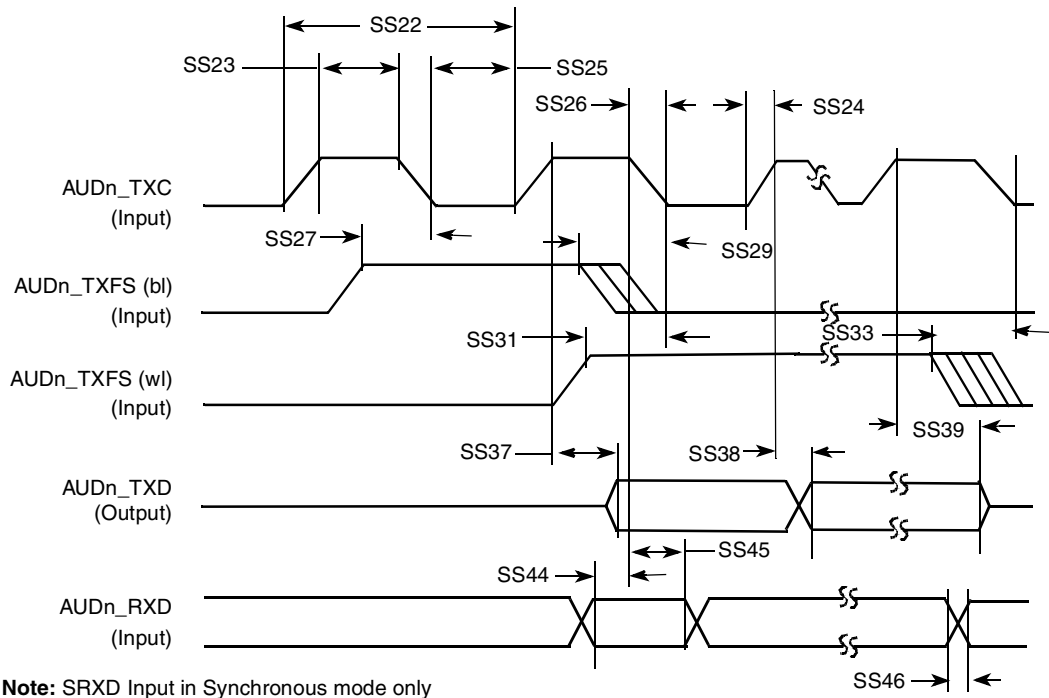 SS22
SS23
SS25
SS26
SS24
AUDn_TXC
(Input)
SS27
SS29
AUDn_TXFS (bl)
(Input)
SS31
SS33
AUDn_TXFS (wl)
(Input)
SS39
SS37
SS38
AUDn_TXD
(Output)
SS45
SS44
AUDn_RXD
(Input)
SS46
Note: SRXD Input in Synchronous mode only